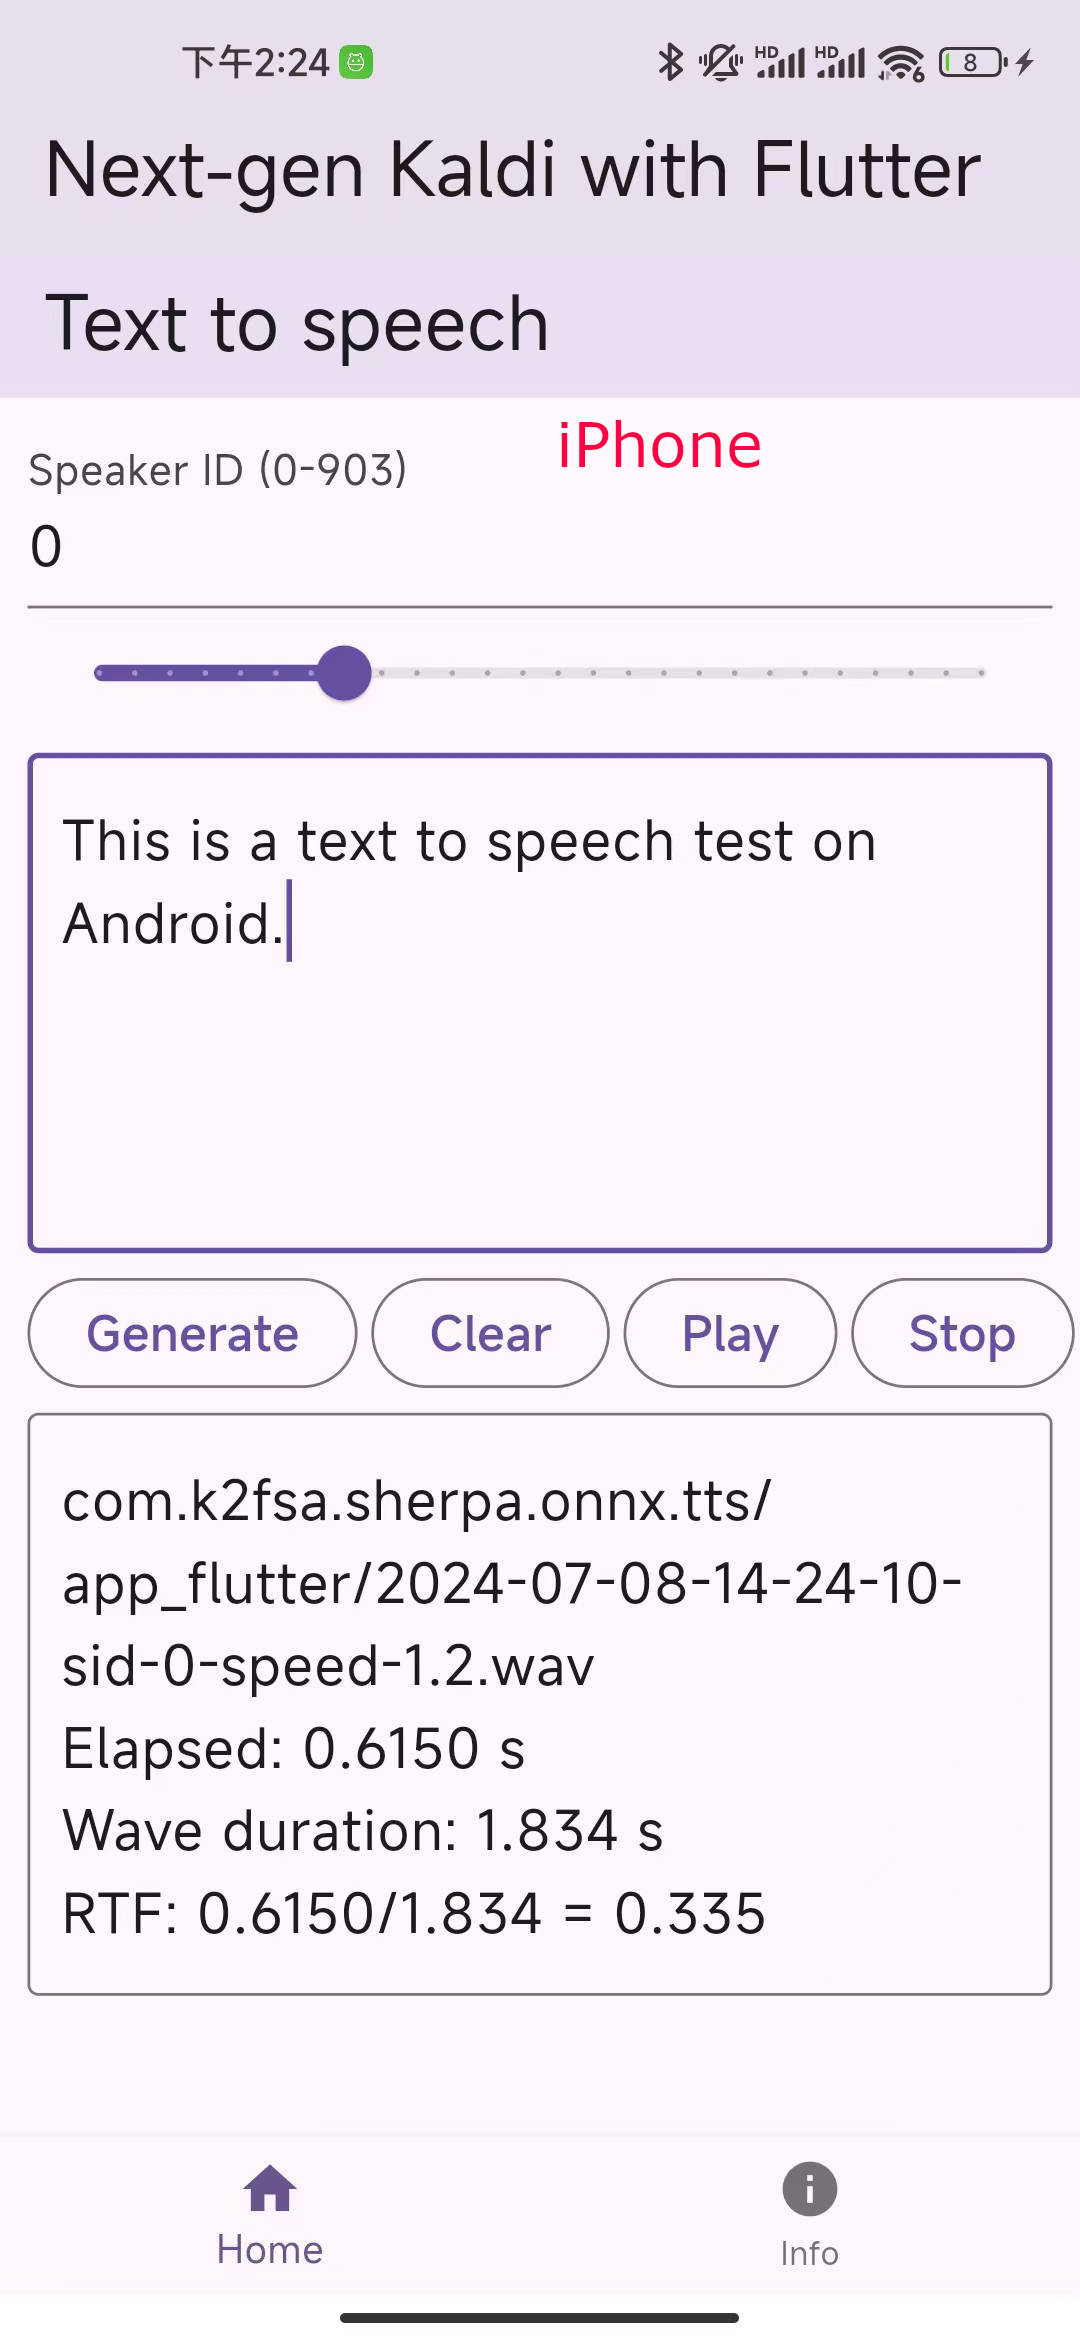 下午2:24
HD HD 6 8
Next-gen Kaldi with Flutter
Text to speech
iPhone
Speaker ID (0-903)
0
This is a text to speech test on
Android.
Generate Clear Play Stop
com.k2fsa.sherpa.onnx.tts/
app_flutter/2024-07-08-14-24-10-
sid-0-speed-1.2.wav
Elapsed: 0.6150 s
Wave duration: 1.834 s
RTF: 0.6150/1.834 = 0.335
Home Info